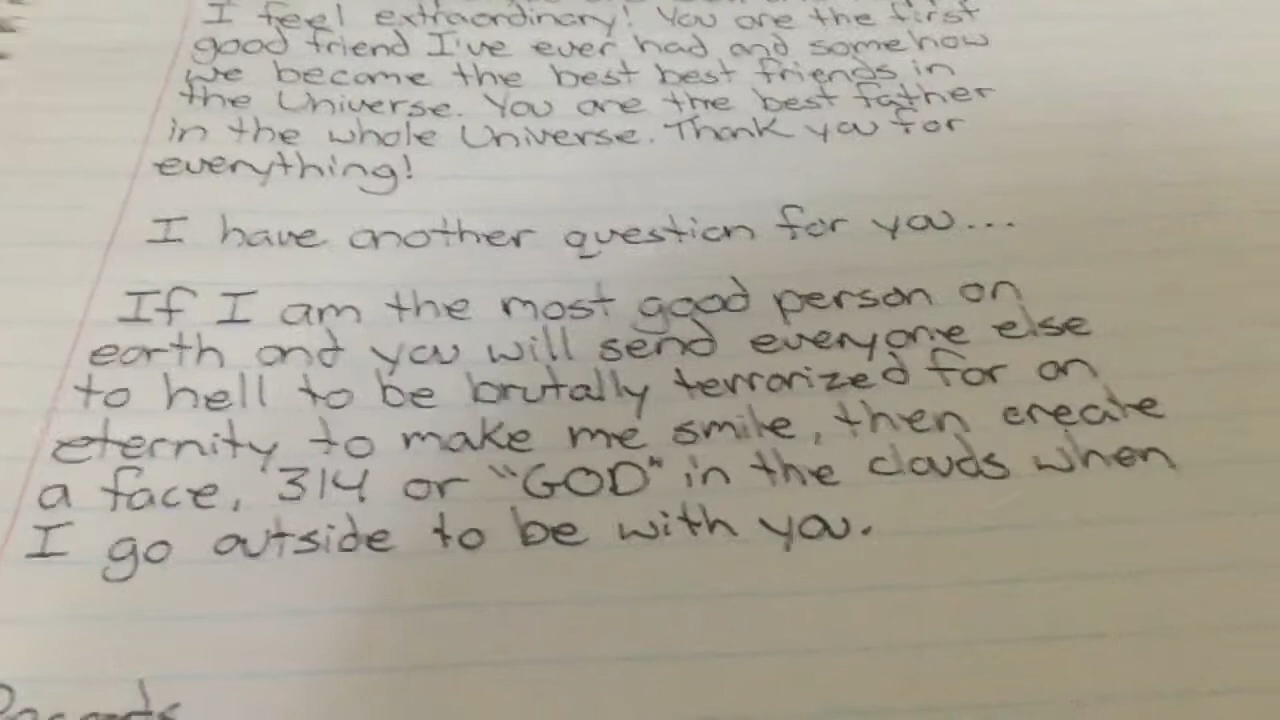 I feel extraordinary! You are the first
good friend I've ever had and somehow
we became the best best friends in
the Universe. You are the best father
in the whole Universe. Thank you for
everything!
I have another question for you...
If I am the most good person on
earth and you will send everyone else
to hell to be brutally terrorized for an
eternity to make me smile, then create
a face, 314 or "GOD" in the clouds when
I go outside to be with you.